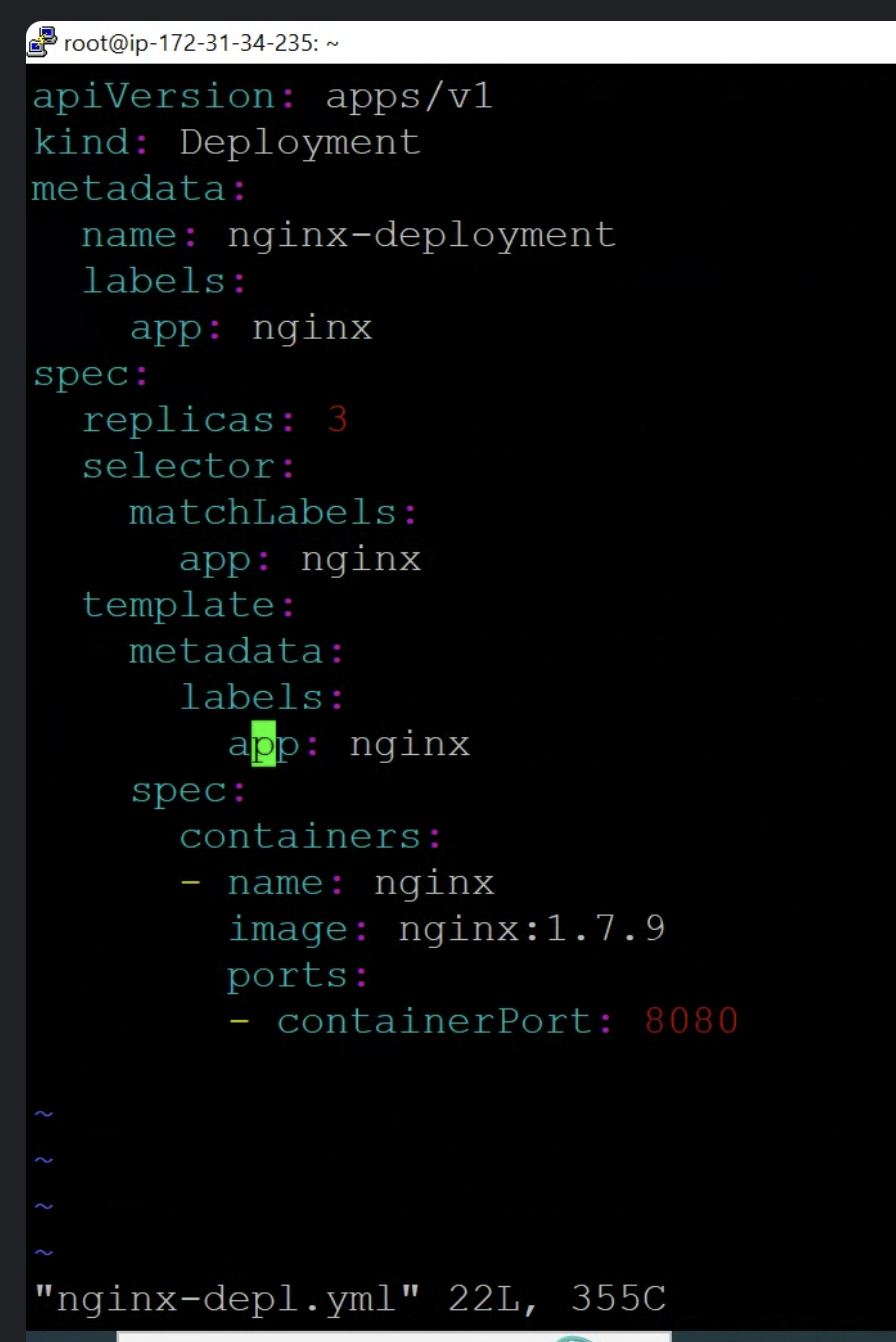 root@ip-172-31-34-235: ~
apiVersion: apps/v1
kind: Deployment
metadata:
  name: nginx-deployment
  labels:
    app: nginx
spec:
  replicas: 3
  selector:
    matchLabels:
      app: nginx
  template:
    metadata:
      labels:
        app: nginx
    spec:
      containers:
      - name: nginx
        image: nginx:1.7.9
        ports:
        - containerPort: 8080
~
~
~
~
"nginx-depl.yml" 22L, 355C